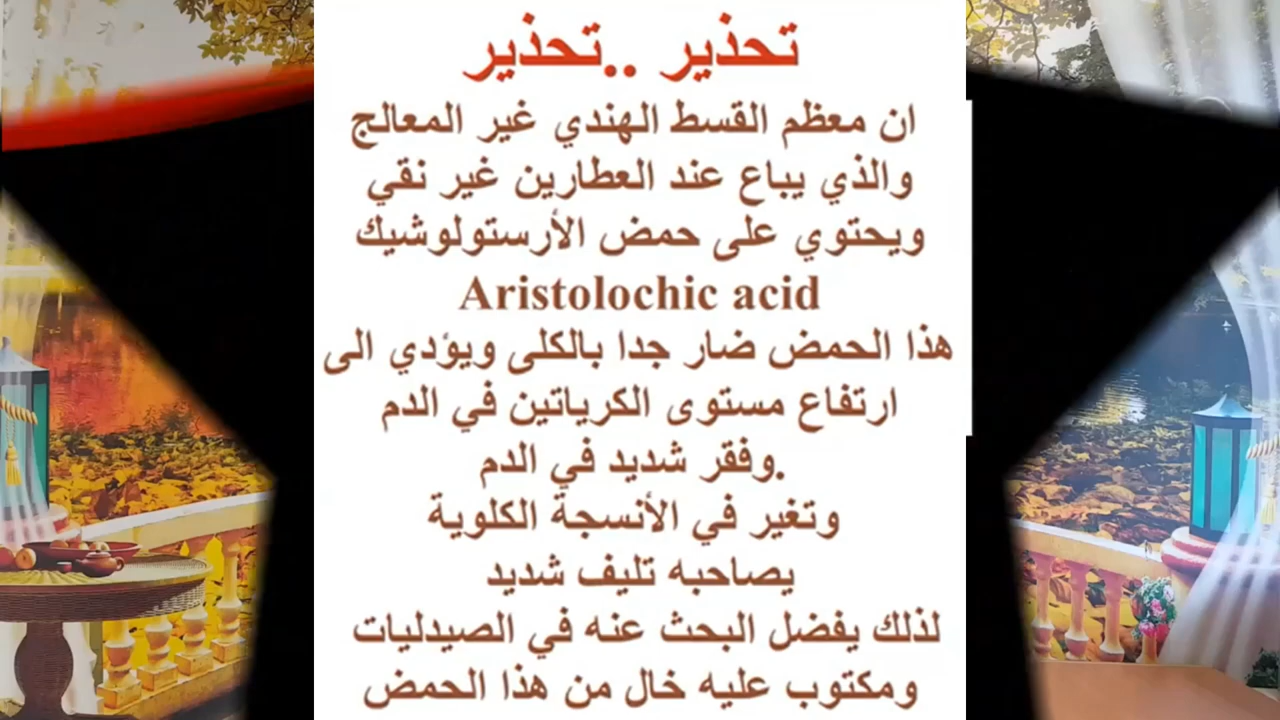 تحذير ..تحذير
ان معظم القسط الهندي غير المعالج
والذي يباع عند العطارين غير نقي
ويحتوي على حمض الأرستولوشيك
Aristolochic acid
هذا الحمض ضار جدا بالكلى ويؤدي الى
ارتفاع مستوى الكرياتين في الدم
.وفقر شديد في الدم
وتغير في الأنسجة الكلوية
يصاحبه تليف شديد
لذلك يفضل البحث عنه في الصيدليات
ومكتوب عليه خال من هذا الحمض